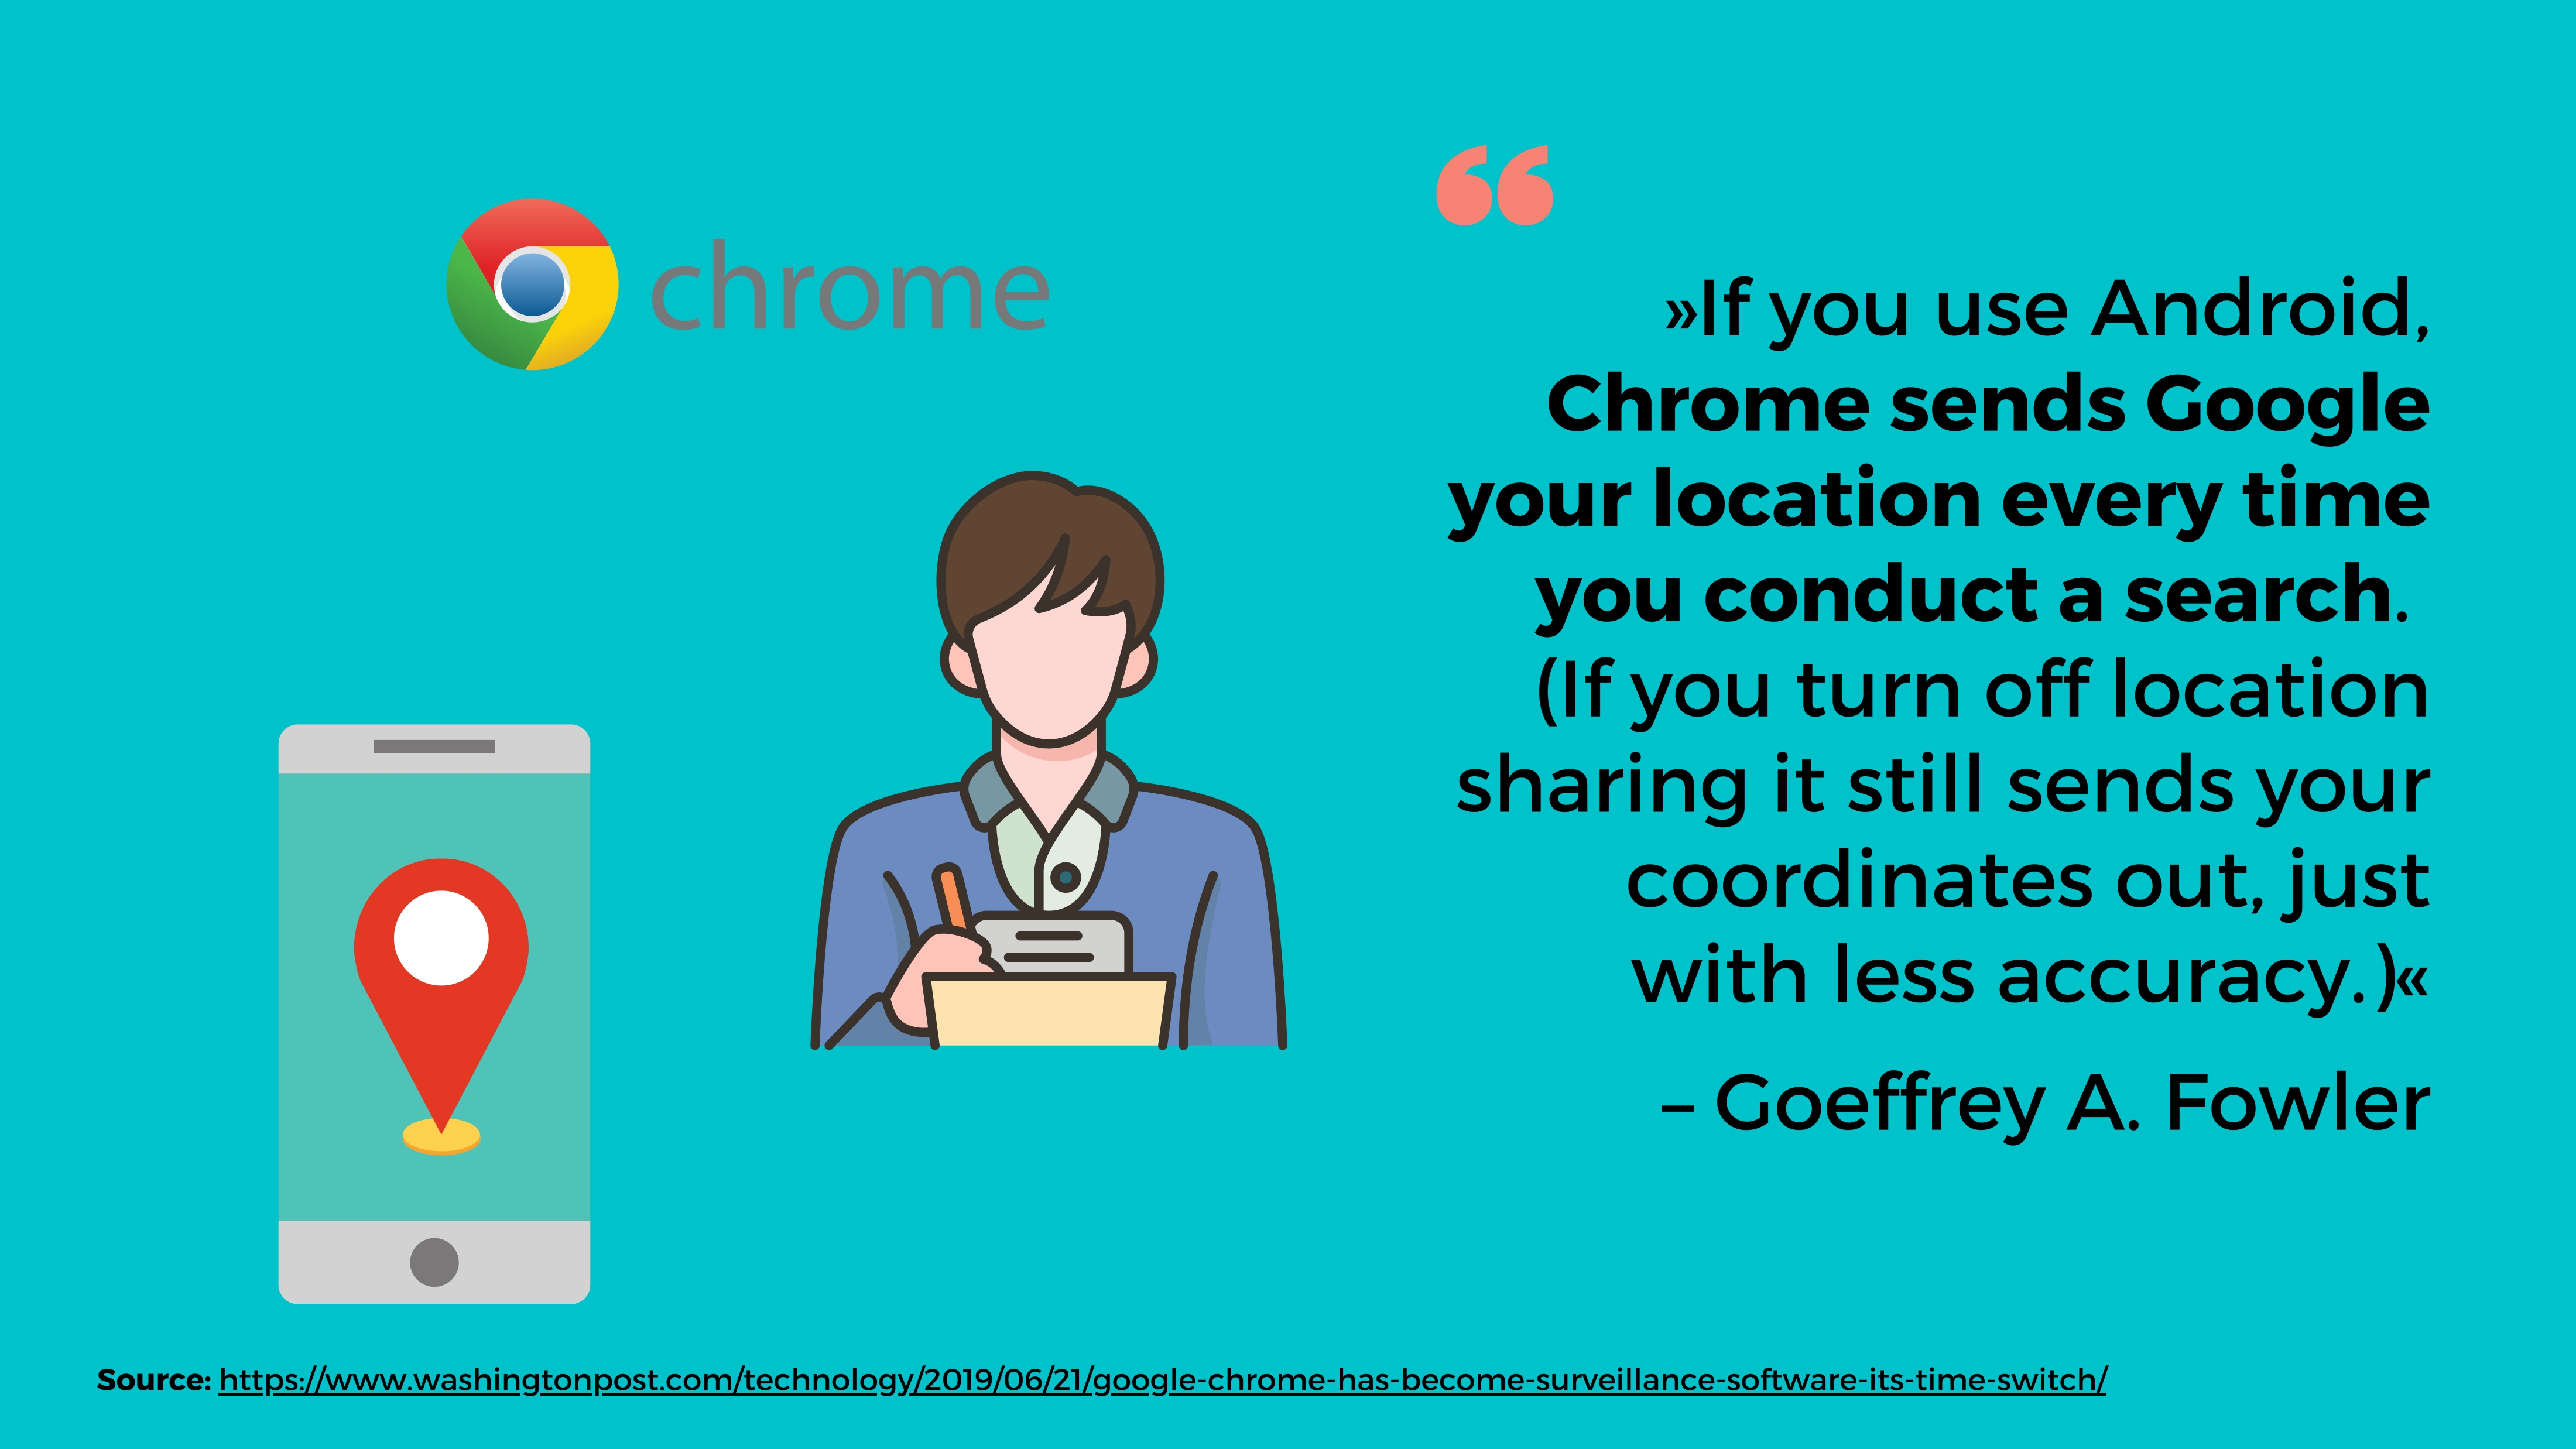 chrome
»If you use Android,
Chrome sends Google
your location every time
you conduct a search.
(If you turn off location
sharing it still sends your
coordinates out, just
with less accuracy.)«
– Goeffrey A. Fowler
Source: https://www.washingtonpost.com/technology/2019/06/21/google-chrome-has-become-surveillance-software-its-time-switch/